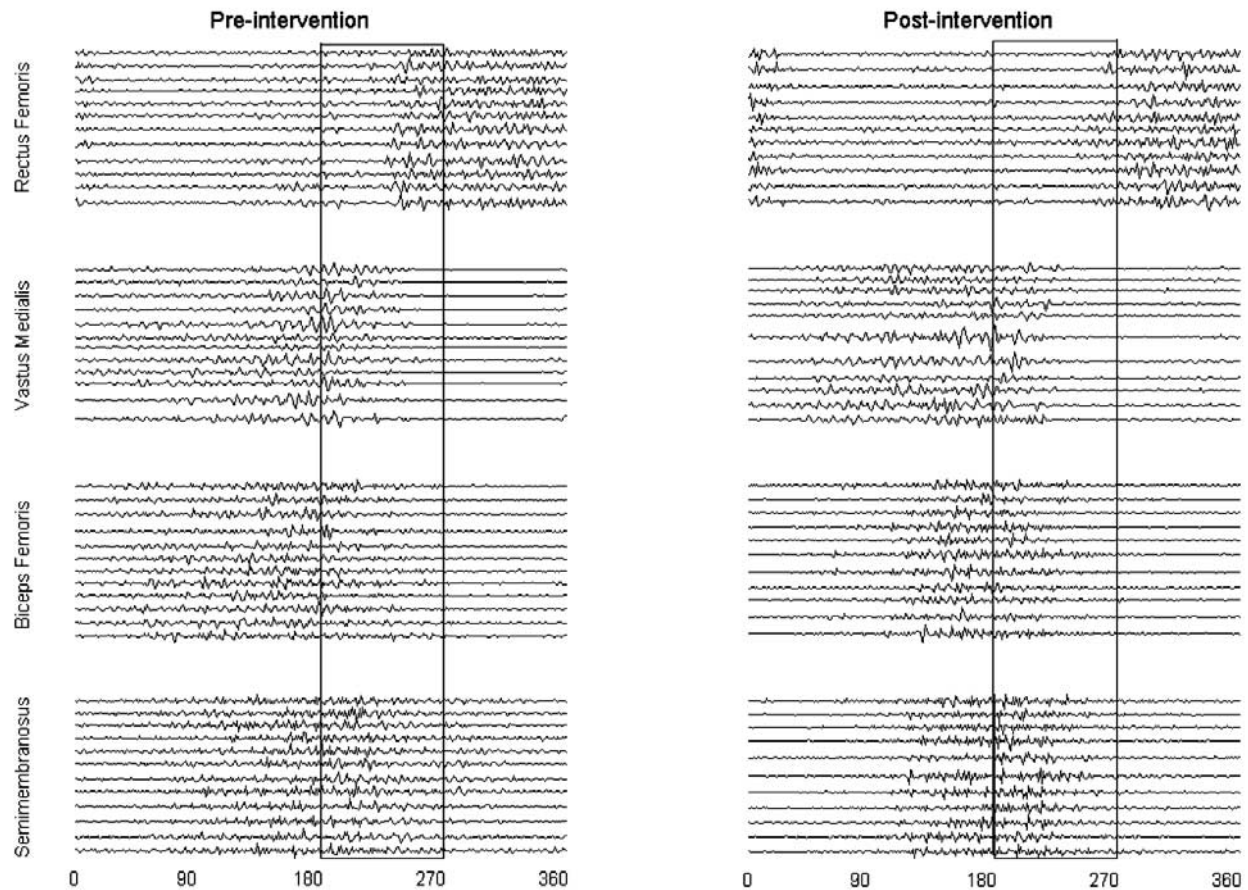 Pre-intervention
Post-intervention
Rectus Femoris
Vastus Medialis
Biceps Femoris
Semimembranosus
0 90 180 270 360
0 90 180 270 360